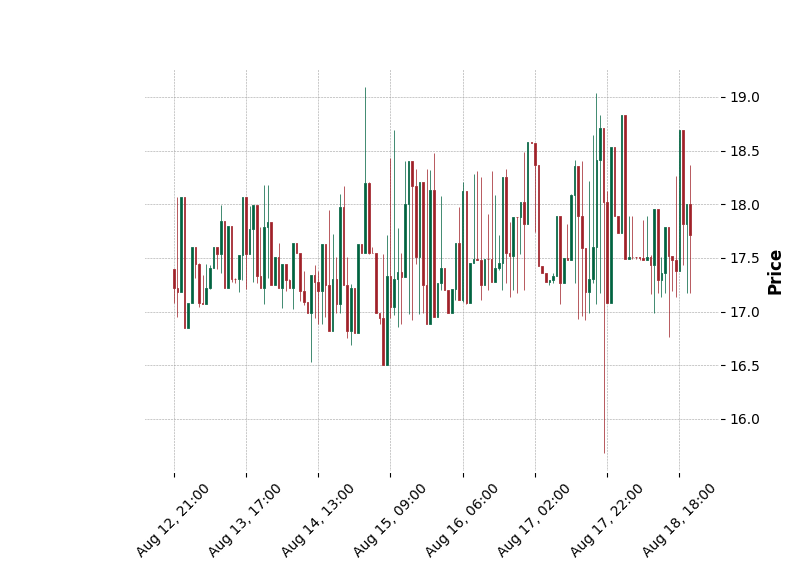 19.0
18.5
18.0
17.5
17.0
16.5
16.0
Price
Aug 12, 21:00
Aug 13, 17:00
Aug 14, 13:00
Aug 15, 09:00
Aug 16, 06:00
Aug 17, 02:00
Aug 17, 22:00
Aug 18, 18:00